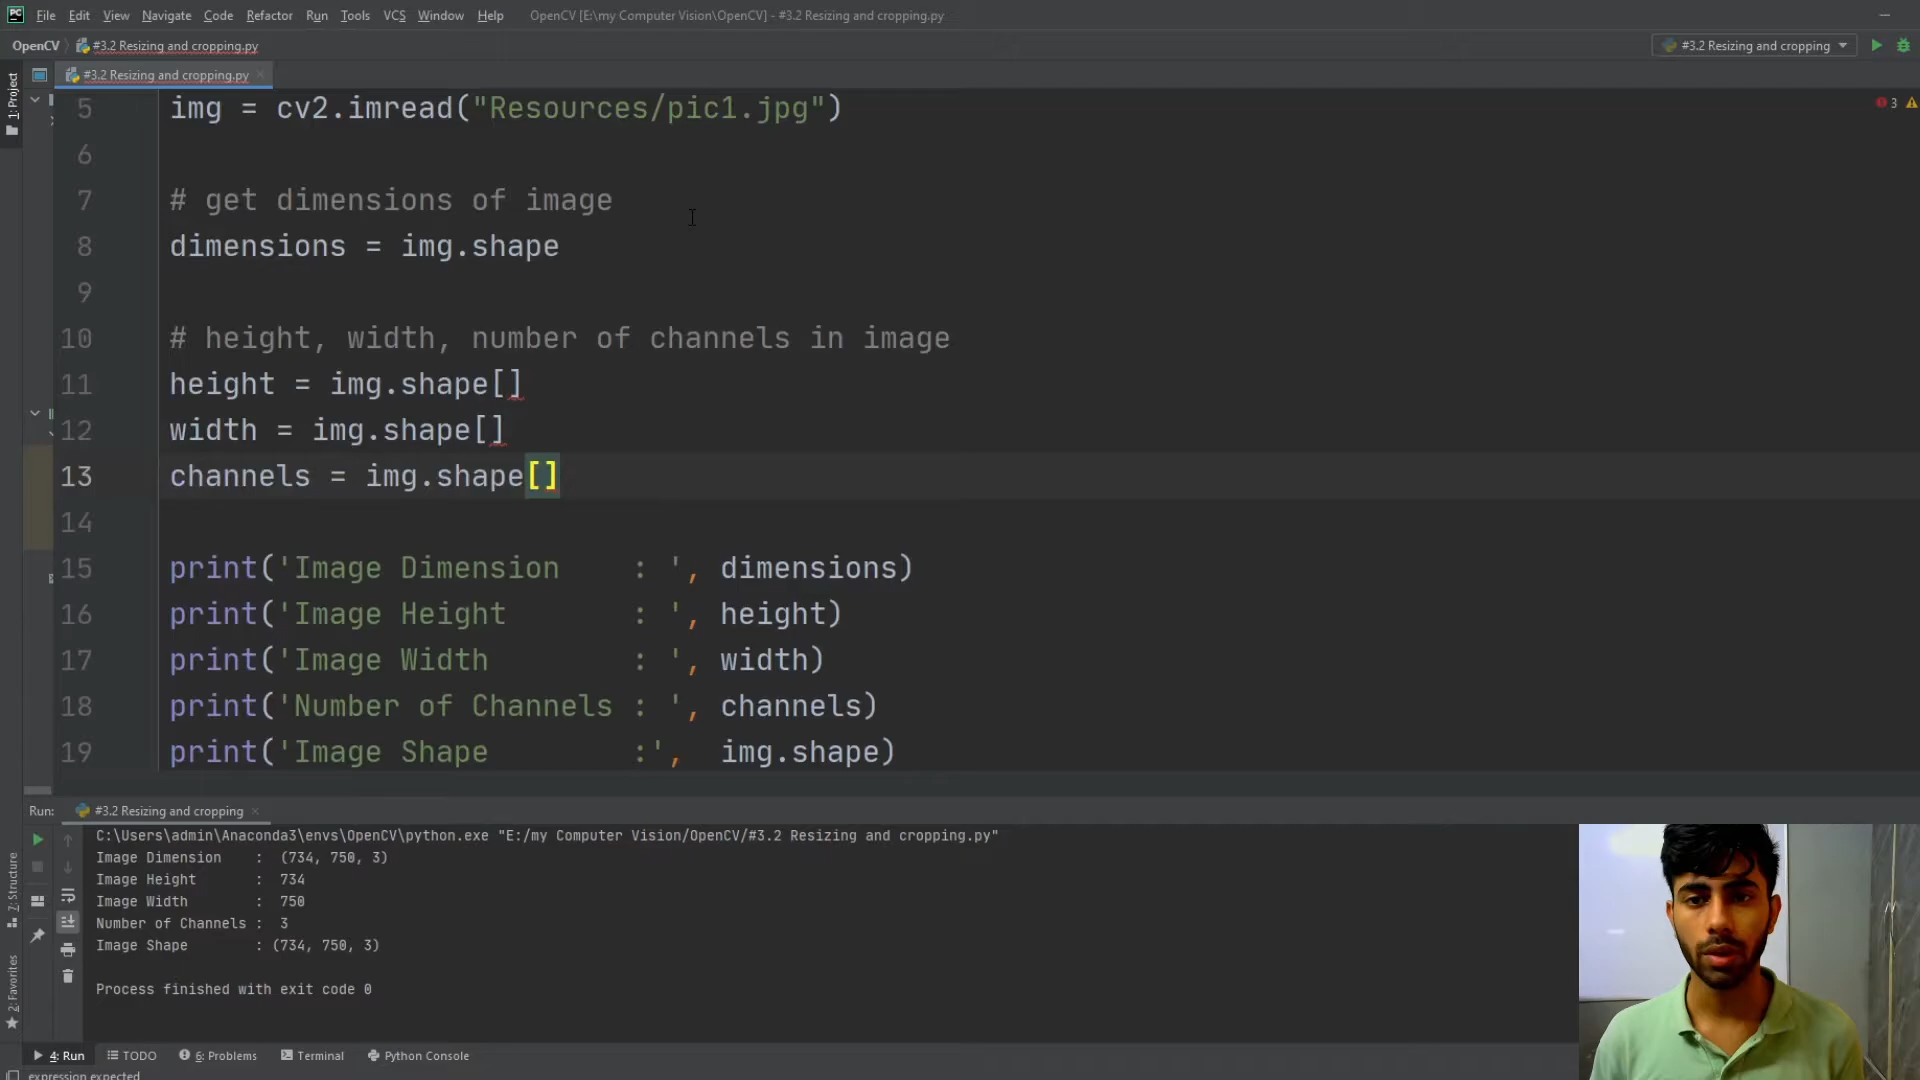 PC File Edit View Navigate Code Refactor Run Tools VCS Window Help OpenCV [E:\my Computer Vision\OpenCV] - #3.2 Resizing and cropping.py
OpenCV #3.2 Resizing and cropping.py #3.2 Resizing and cropping
1: Project
#3.2 Resizing and cropping.py
5 img = cv2.imread("Resources/pic1.jpg") 3
6
7 # get dimensions of image
8 dimensions = img.shape
9
10 # height, width, number of channels in image
11 height = img.shape[]
12 width = img.shape[]
13 channels = img.shape[]
14
15 print('Image Dimension    : ', dimensions)
16 print('Image Height       : ', height)
17 print('Image Width        : ', width)
18 print('Number of Channels : ', channels)
19 print('Image Shape        :',  img.shape)
Run: #3.2 Resizing and cropping
C:\Users\admin\Anaconda3\envs\OpenCV\python.exe "E:/my Computer Vision/OpenCV/#3.2 Resizing and cropping.py"
Image Dimension    :  (734, 750, 3)
Image Height       :  734
Image Width        :  750
Number of Channels :  3
Image Shape        : (734, 750, 3)
Process finished with exit code 0
Z: Structure
2: Favorites
4: Run TODO 6: Problems Terminal Python Console
expression expected